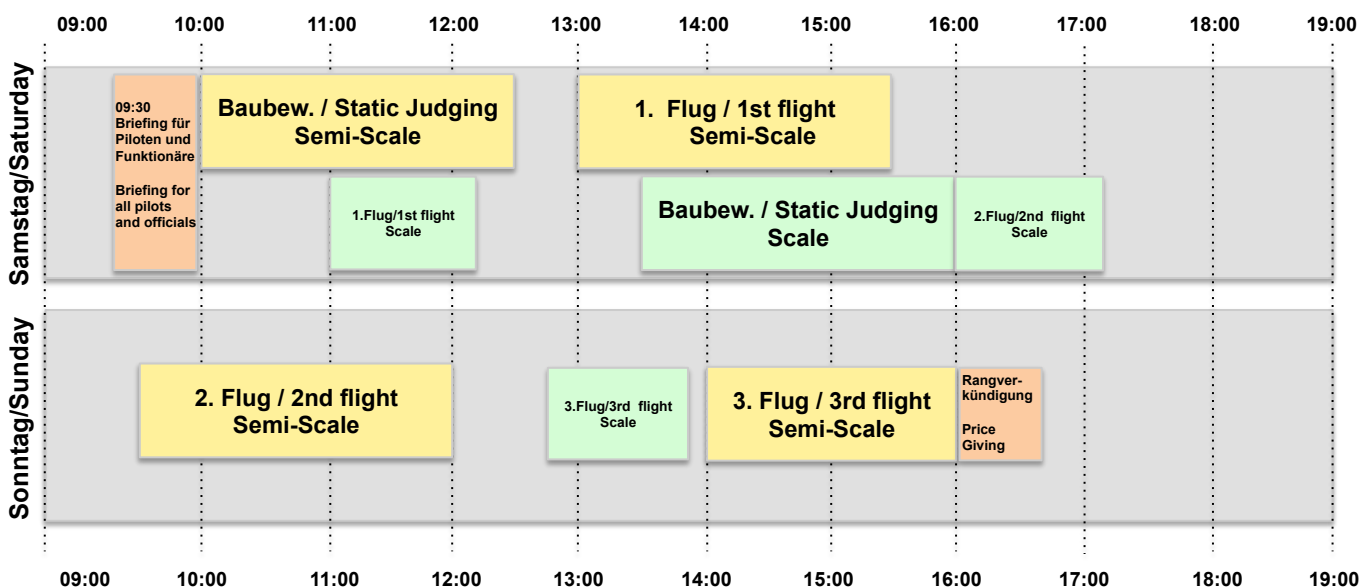 09:00 10:00 11:00 12:00 13:00 14:00 15:00 16:00 17:00 18:00 19:00
Samstag/Saturday
09:30
Briefing für
Piloten und
Funktionäre
Briefing for
all pilots
and officials
Baubew. / Static Judging
Semi-Scale
1. Flug / 1st flight
Semi-Scale
1.Flug/1st flight
Scale
Baubew. / Static Judging
Scale
2.Flug/2nd flight
Scale
Sonntag/Sunday
2. Flug / 2nd flight
Semi-Scale
3.Flug/3rd flight
Scale
3. Flug / 3rd flight
Semi-Scale
Rangver-
kündigung
Price
Giving
09:00 10:00 11:00 12:00 13:00 14:00 15:00 16:00 17:00 18:00 19:00